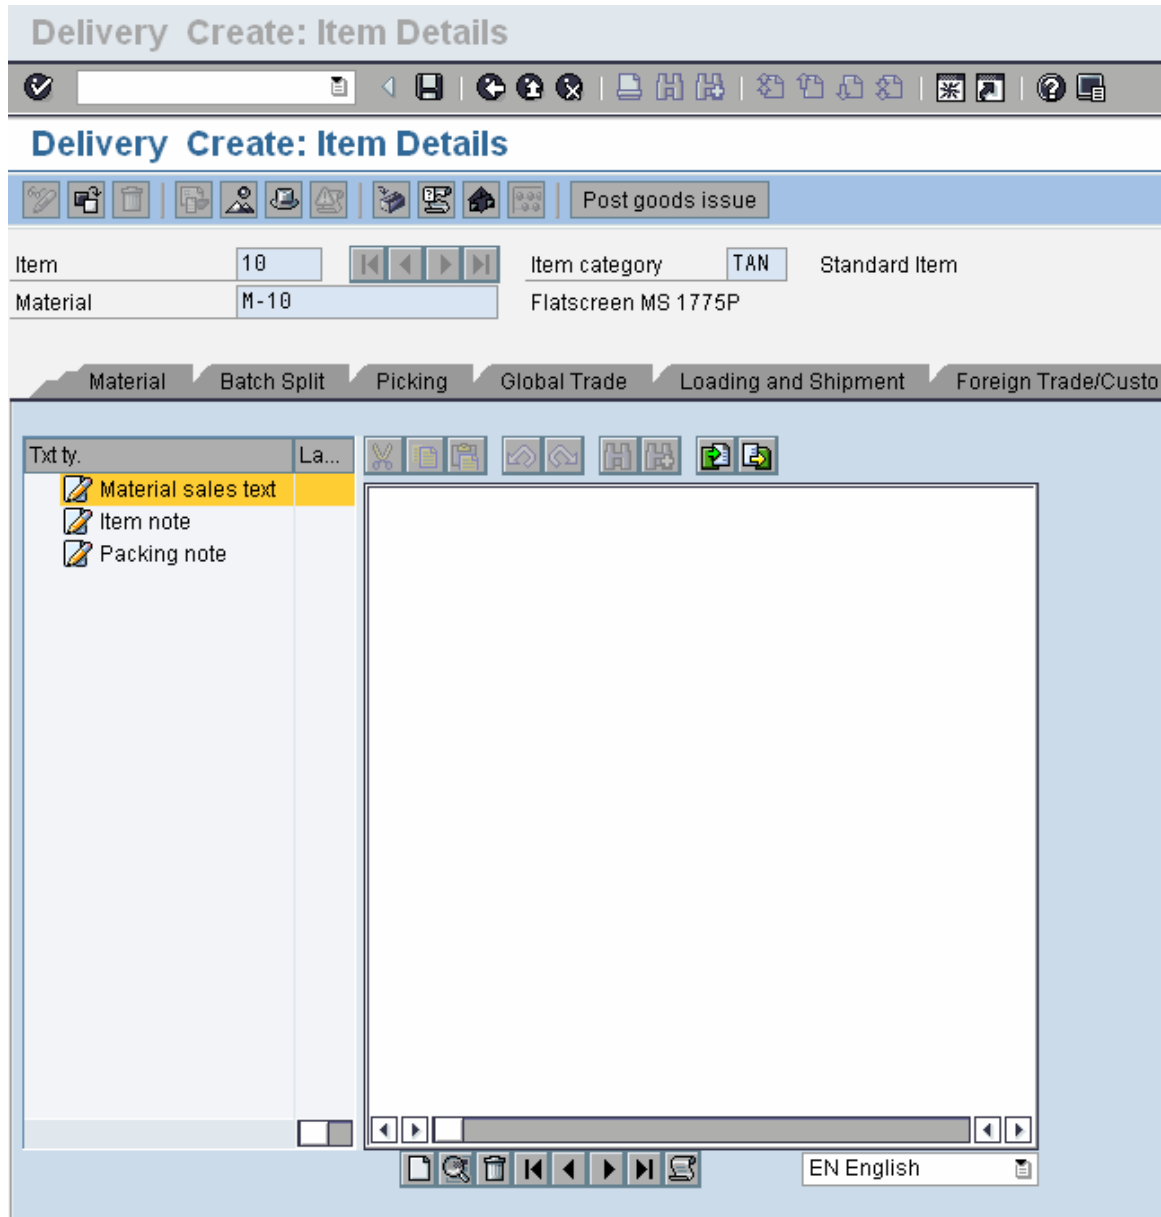 Delivery Create: Item Details
Delivery Create: Item Details
Post goods issue
Item 10 Item category TAN Standard Item
Material M-10 Flatscreen MS 1775P
Material Batch Split Picking Global Trade Loading and Shipment Foreign Trade/Custo
Txt ty. La...
Material sales text
Item note
Packing note
EN English